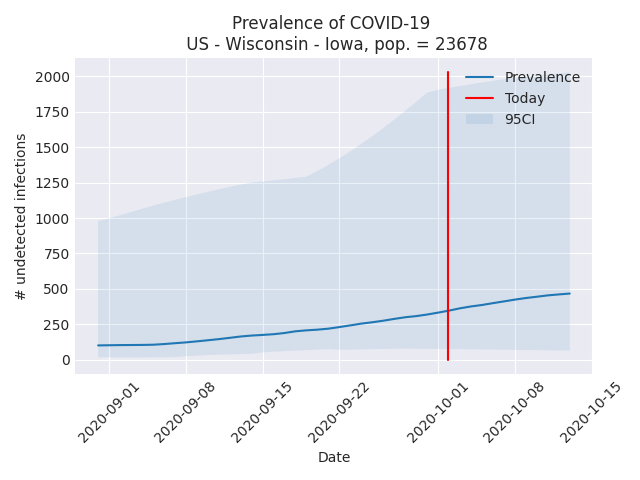 Prevalence of COVID-19
US - Wisconsin - Iowa, pop. = 23678
# undetected infections
2000
1750
1500
1250
1000
750
500
250
0
Prevalence
Today
95CI
2020-09-01
2020-09-08
2020-09-15
2020-09-22
2020-10-01
2020-10-08
2020-10-15
Date